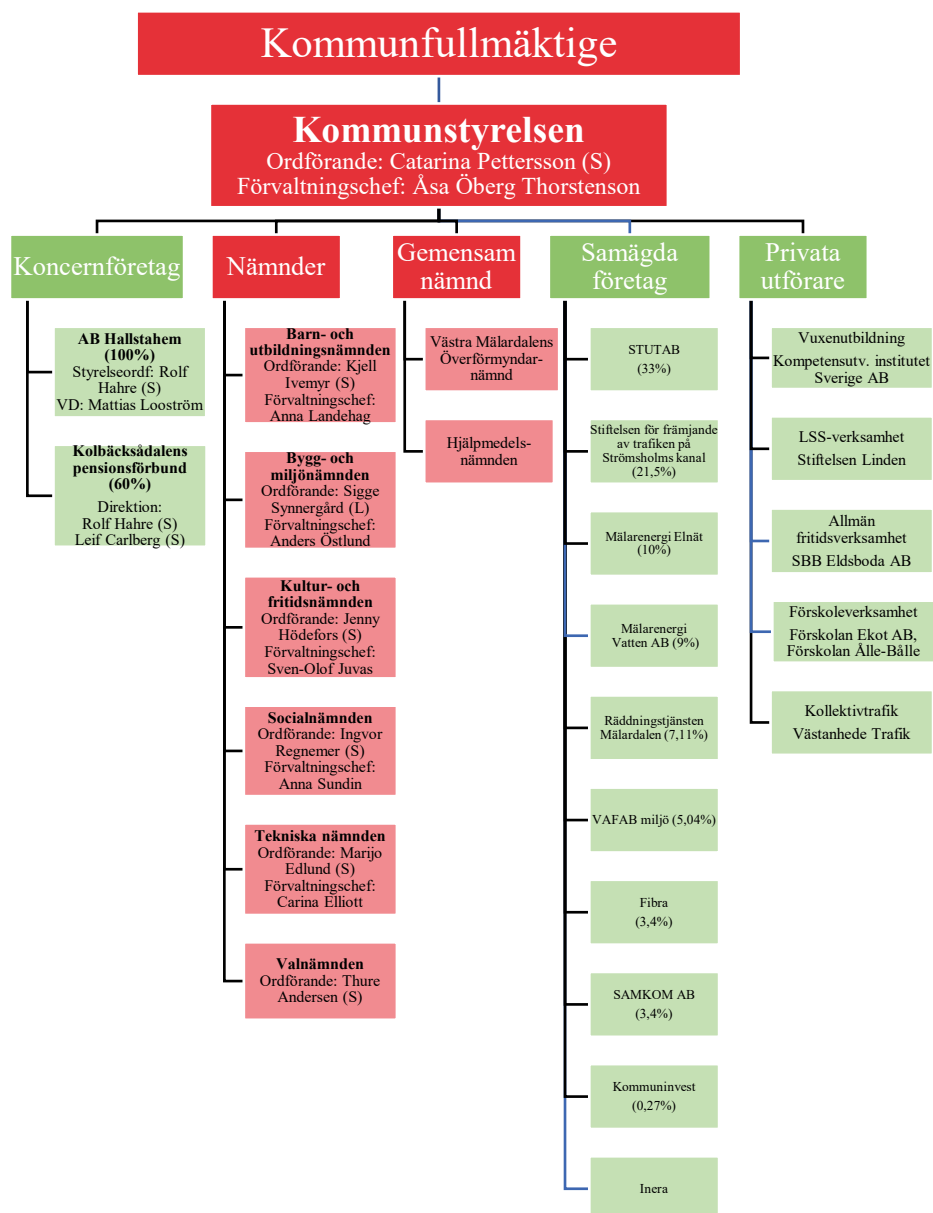 Kommunfullmäktige
Kommunstyrelsen
Ordförande: Catarina Pettersson (S)
Förvaltningschef: Åsa Öberg Thorstenson
Koncernföretag
AB Hallstahem
(100%)
Styrelseordf: Rolf
Hahre (S)
VD: Mattias Looström
Kolbäcksådalens
pensionsförbund
(60%)
Direktion:
Rolf Hahre (S)
Leif Carlberg (S)
Nämnder
Barn- och
utbildningsnämnden
Ordförande: Kjell
Ivemyr (S)
Förvaltningschef:
Anna Landehag
Bygg- och
miljönämnden
Ordförande: Sigge
Synnergård (L)
Förvaltningschef:
Anders Östlund
Kultur- och
fritidsnämnden
Ordförande: Jenny
Hödefors (S)
Förvaltningschef:
Sven-Olof Juvas
Socialnämnden
Ordförande: Ingvor
Regnemer (S)
Förvaltningschef:
Anna Sundin
Tekniska nämnden
Ordförande: Marijo
Edlund (S)
Förvaltningschef:
Carina Elliott
Valnämnden
Ordförande: Thure
Andersen (S)
Gemensam
nämnd
Västra Mälardalens
Överförmyndar-
nämnd
Hjälpmedels-
nämnden
Samägda
företag
STUTAB
(33%)
Stiftelsen för främjande
av trafiken på
Strömsholms kanal
(21,5%)
Mälarenergi Elnät
(10%)
Mälarenergi
Vatten AB (9%)
Räddningstjänsten
Mälardalen (7,11%)
VAFAB miljö (5,04%)
Fibra
(3,4%)
SAMKOM AB
(3,4%)
Kommuninvest
(0,27%)
Inera
Privata
utförare
Vuxenutbildning
Kompetensutv. institutet
Sverige AB
LSS-verksamhet
Stiftelsen Linden
Allmän
fritidsverksamhet
SBB Eldsboda AB
Förskoleverksamhet
Förskolan Ekot AB,
Förskolan Ålle-Bålle
Kollektivtrafik
Västanhede Trafik